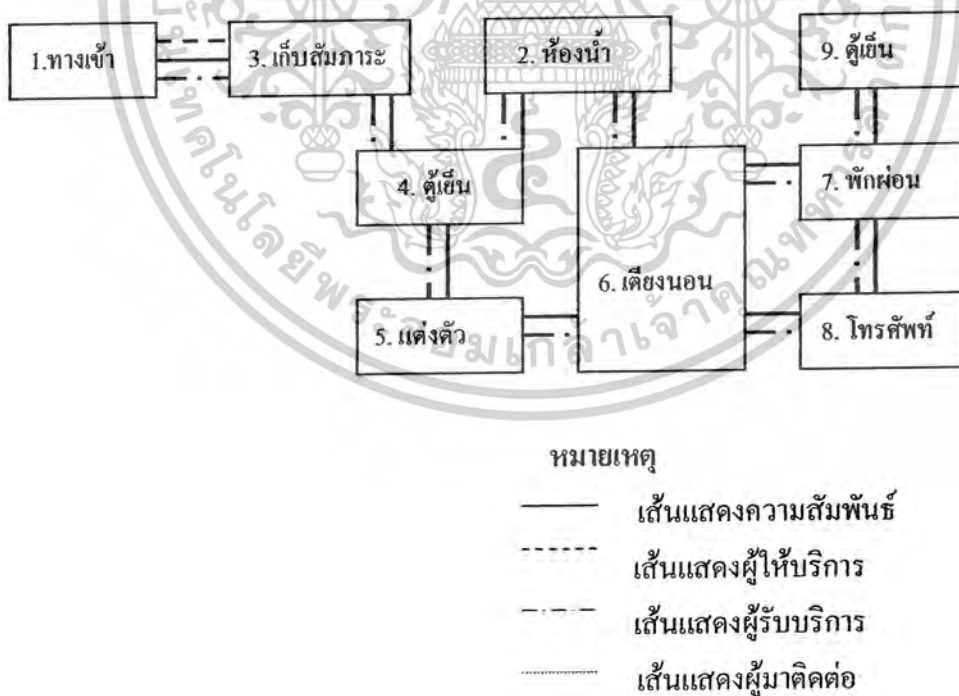 1.ทางเข้า
3. เก็บสัมภาระ
2. ห้องน้ำ
9. ตู้เย็น
4. ตู้เย็น
7. พักผ่อน
6. เตียงนอน
5. แต่งตัว
8. โทรศัพท์
หมายเหตุ
เส้นแสดงความสัมพันธ์
เส้นแสดงผู้ให้บริการ
เส้นแสดงผู้รับบริการ
เส้นแสดงผู้มาติดต่อ